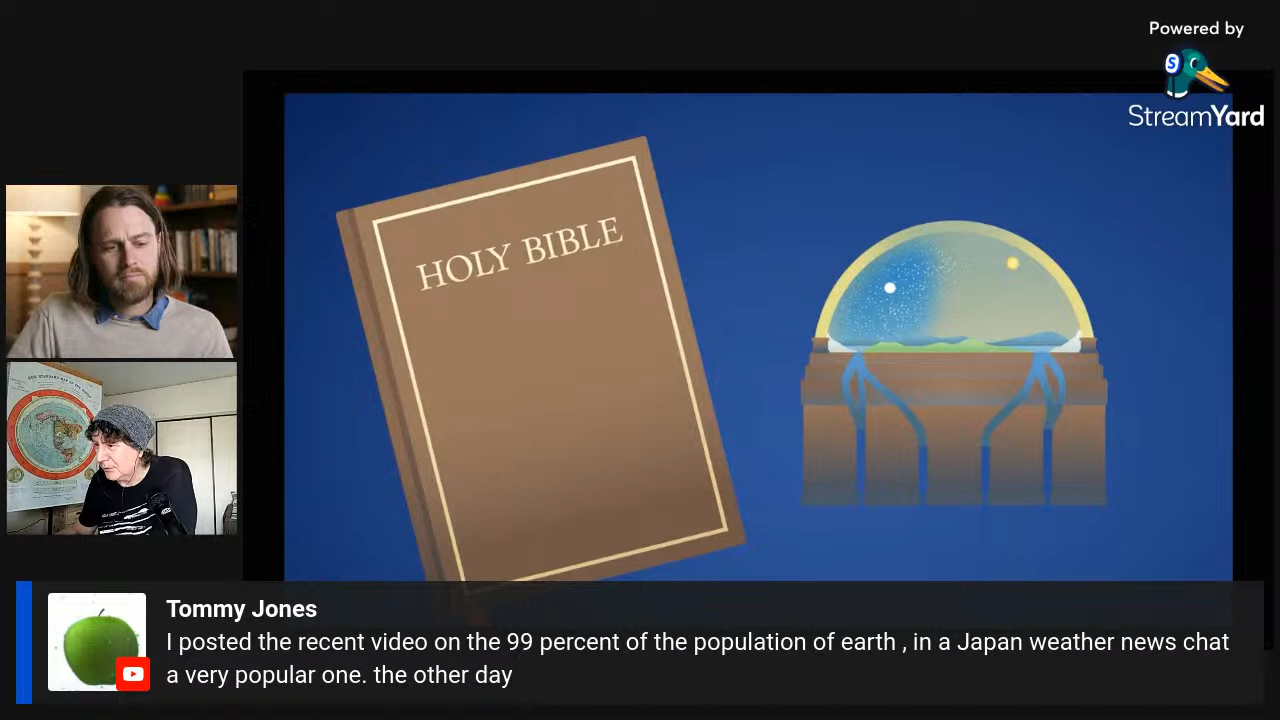 Powered by
StreamYard
HOLY BIBLE
Tommy Jones
I posted the recent video on the 99 percent of the population of earth , in a Japan weather news chat
a very popular one. the other day